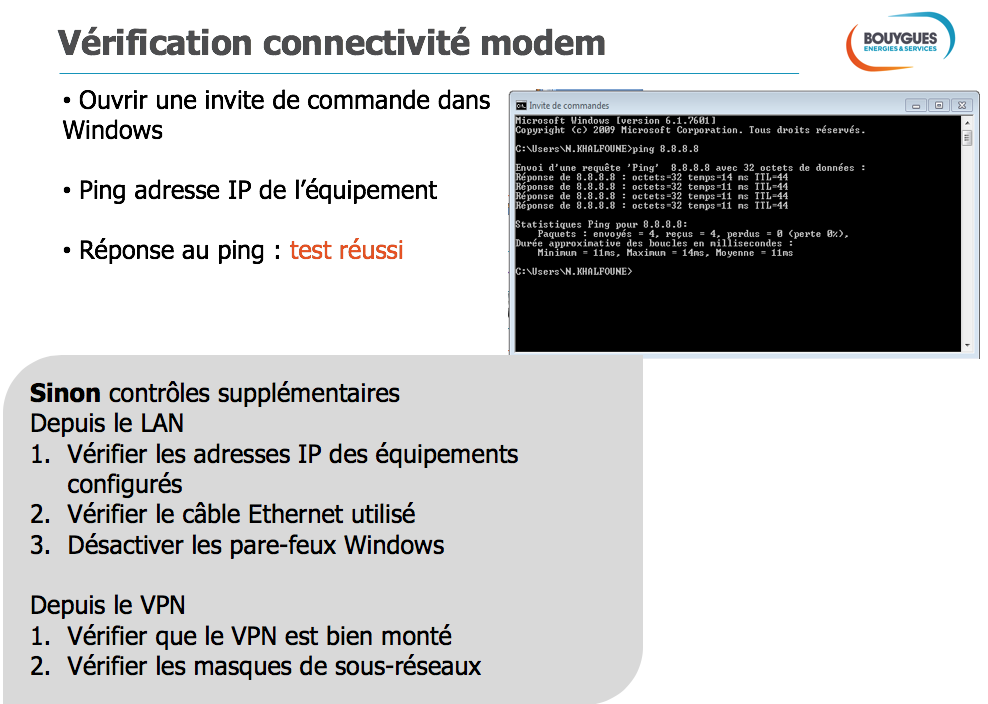 Vérification connectivité modem
BOUYGUES
ENERGIES & SERVICES
• Ouvrir une invite de commande dans
Windows
• Ping adresse IP de l’équipement
• Réponse au ping : test réussi
Invite de commandes
Microsoft Windows [version 6.1.7601]
Copyright (c) 2009 Microsoft Corporation. Tous droits réservés.
C:\Users\N.KHALFOUNE>ping 8.8.8.8
Envoi d'une requête 'Ping'  8.8.8.8 avec 32 octets de données :
Réponse de 8.8.8.8 : octets=32 temps=14 ms TTL=44
Réponse de 8.8.8.8 : octets=32 temps=11 ms TTL=44
Réponse de 8.8.8.8 : octets=32 temps=11 ms TTL=44
Réponse de 8.8.8.8 : octets=32 temps=11 ms TTL=44
Statistiques Ping pour 8.8.8.8:
Paquets : envoyés = 4, reçus = 4, perdus = 0 (perte 0%),
Durée approximative des boucles en millisecondes :
Minimum = 11ms, Maximum = 14ms, Moyenne = 11ms
C:\Users\N.KHALFOUNE>
Sinon contrôles supplémentaires
Depuis le LAN
1. Vérifier les adresses IP des équipements
configurés
2. Vérifier le câble Ethernet utilisé
3. Désactiver les pare-feux Windows
Depuis le VPN
1. Vérifier que le VPN est bien monté
2. Vérifier les masques de sous-réseaux